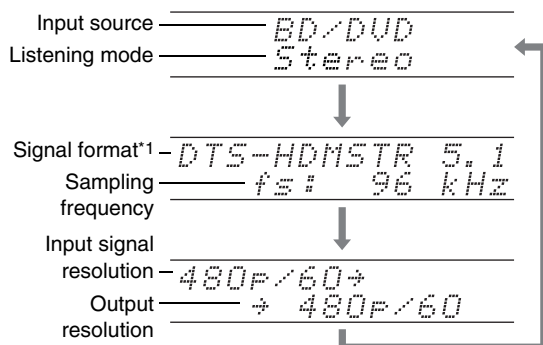 Input source
BD/DVD
Listening mode
Stereo
Signal format*1
DTS-HDMSTR 5.1
Sampling
frequency
fs: 96 kHz
Input signal
resolution
480p/60→
Output
resolution
→ 480p/60